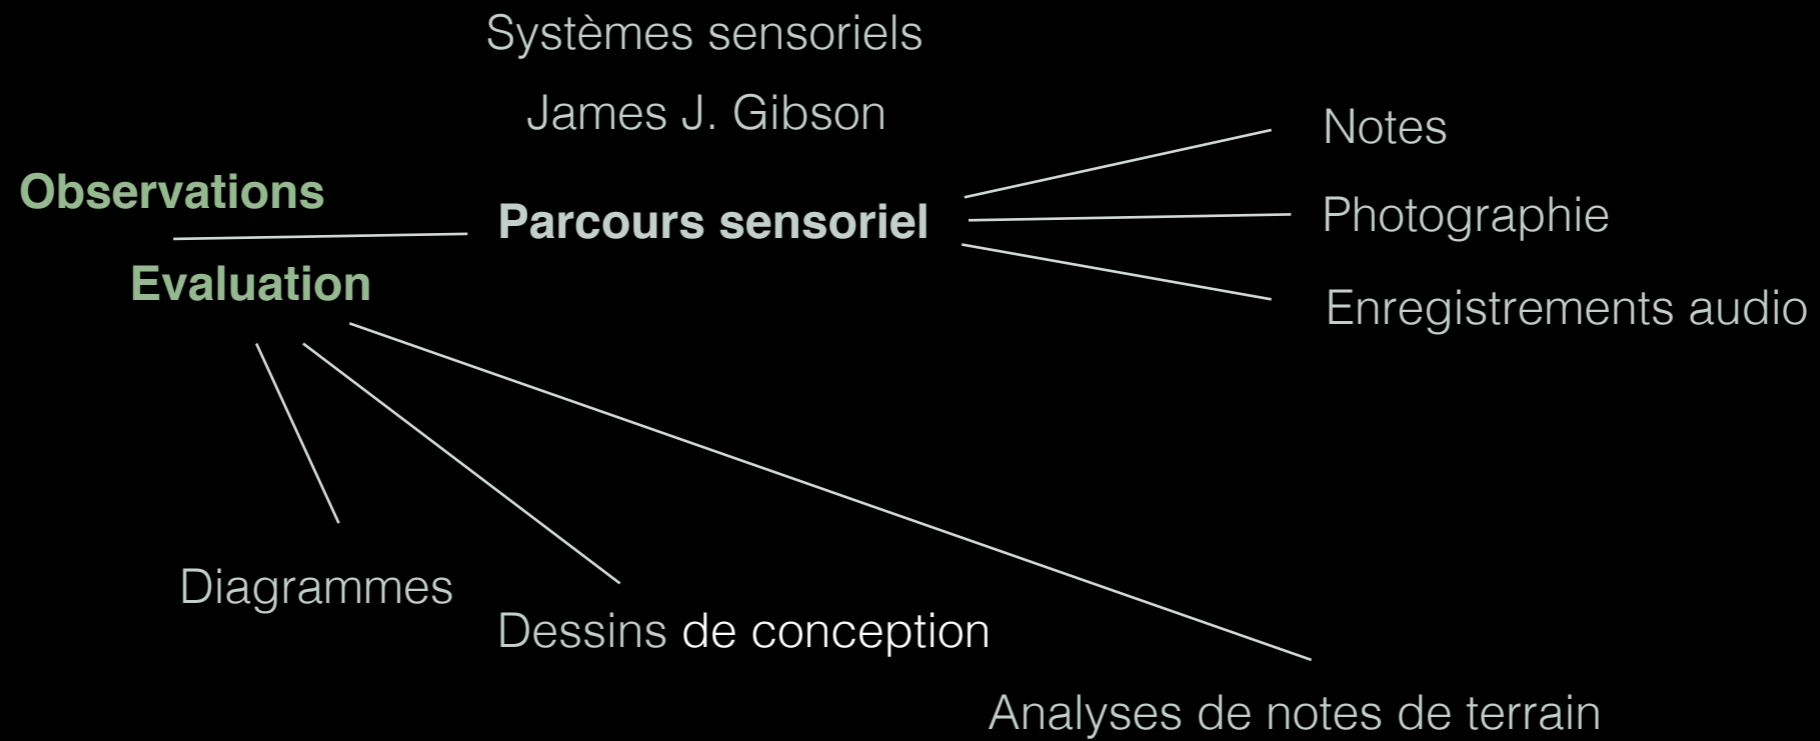 Systèmes sensoriels
James J. Gibson
Notes
Observations
Parcours sensoriel
Photographie
Evaluation
Enregistrements audio
Diagrammes
Dessins de conception
Analyses de notes de terrain